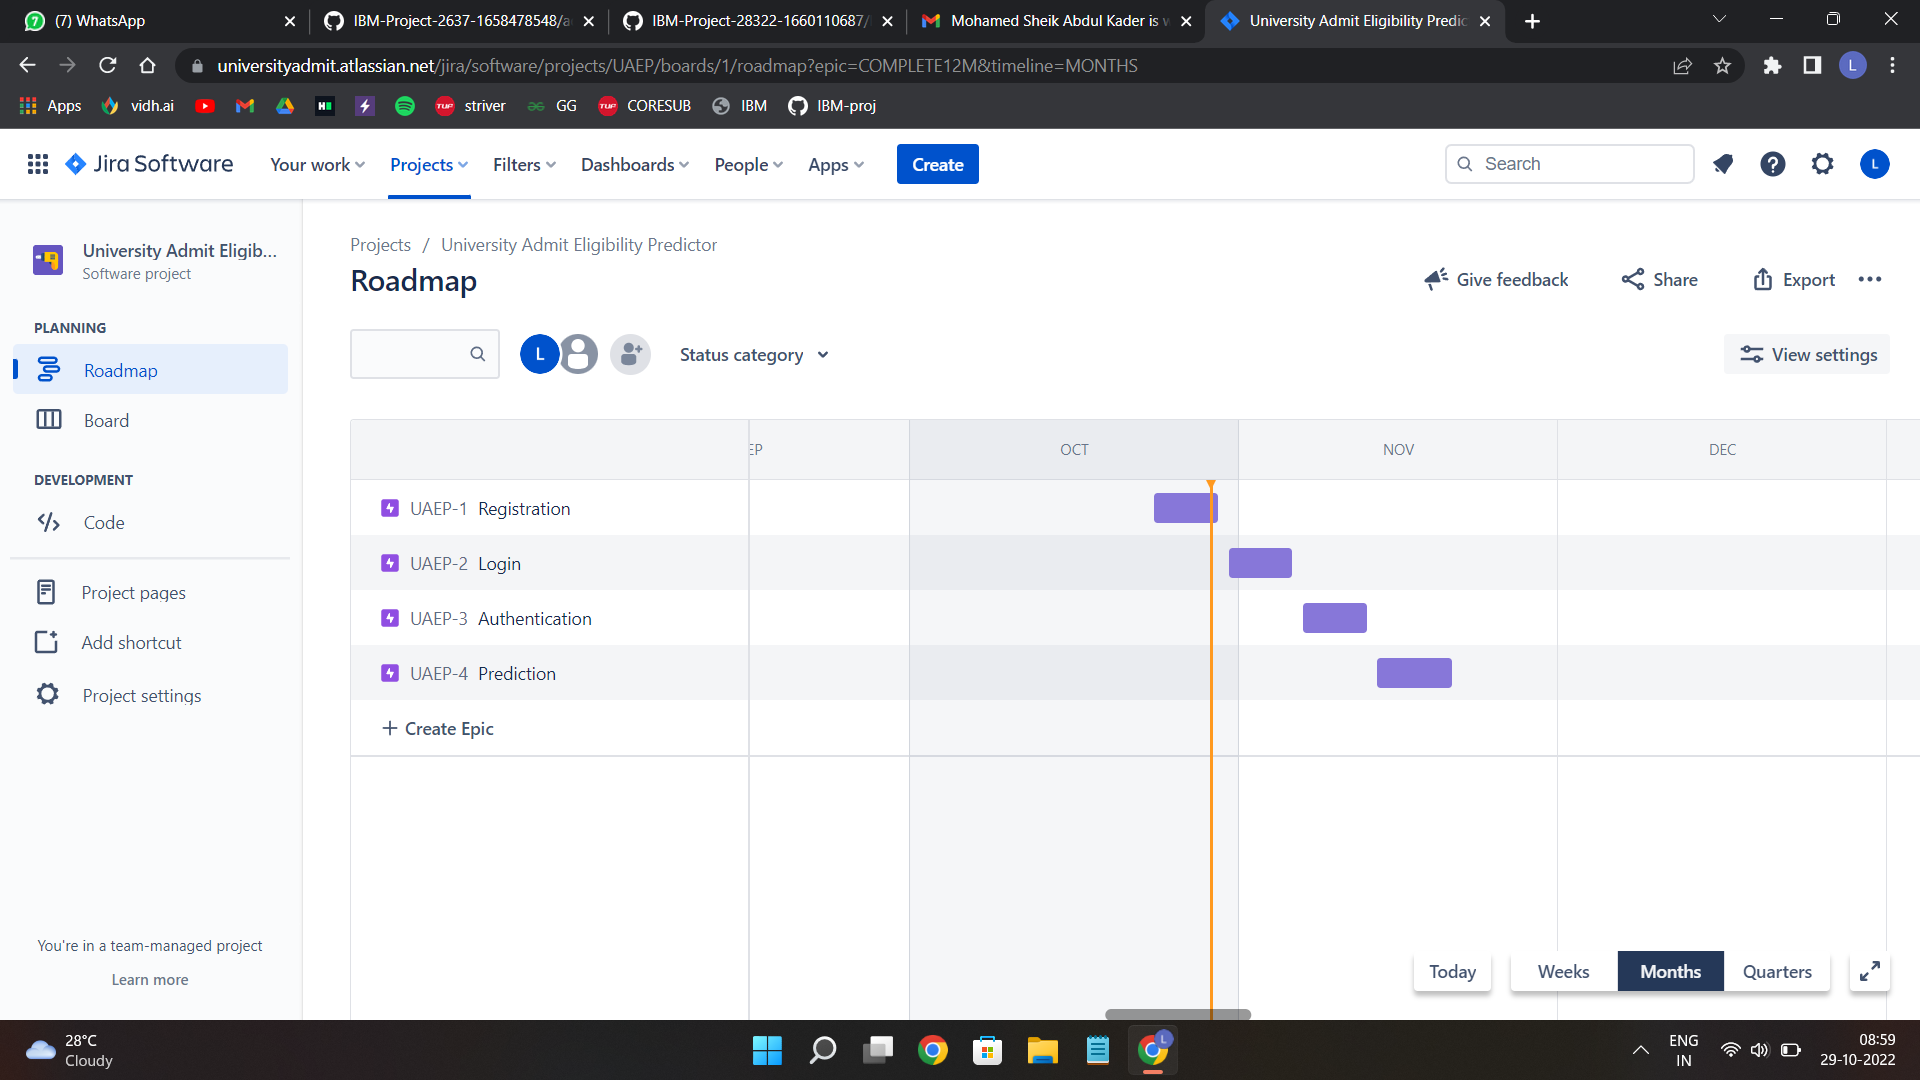 (7) WhatsApp
IBM-Project-2637-1658478548/a
IBM-Project-28322-1660110687/
Mohamed Sheik Abdul Kader is w
University Admit Eligibility Predic
universityadmit.atlassian.net/jira/software/projects/UAEP/boards/1/roadmap?epic=COMPLETE12M&timeline=MONTHS
L
Apps
vidh.ai
TUF
striver
GG
TUF
CORESUB
IBM
IBM-proj
Jira Software
Your work
Projects
Filters
Dashboards
People
Apps
Create
Search
L
University Admit Eligib...
Software project
PLANNING
Roadmap
Board
DEVELOPMENT
Code
Project pages
Add shortcut
Project settings
You're in a team-managed project
Learn more
Projects / University Admit Eligibility Predictor
Roadmap
Give feedback
Share
Export
L
Status category
View settings
EP
OCT
NOV
DEC
UAEP-1 Registration
UAEP-2 Login
UAEP-3 Authentication
UAEP-4 Prediction
+ Create Epic
Today
Weeks
Months
Quarters
28°C
Cloudy
L
ENG
IN
08:59
29-10-2022